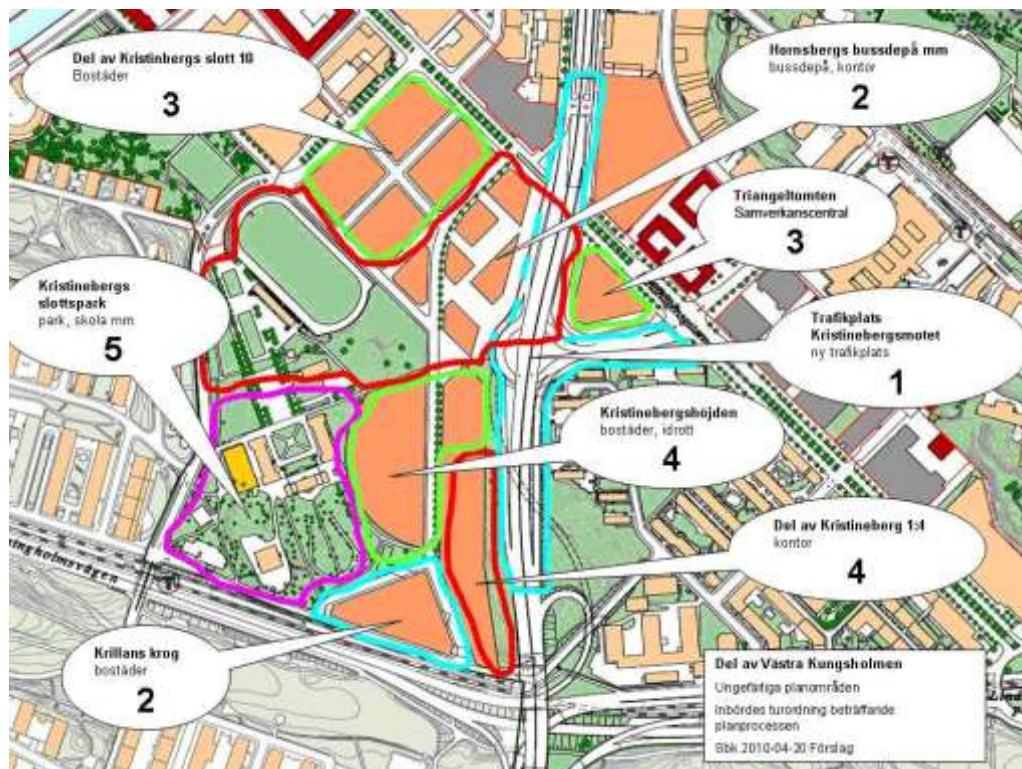 Del av Kristinbergs slott 10
Bostäder
3
Hornsbergs bussdepå mm
bussdepå, kontor
2
Triangeltomten
Samverkanscentral
3
Kristinebergs
slottspark
park, skola mm
5
Trafikplats
Kristinebergsmotet
ny trafikplats
1
Kristinebergshöjden
bostäder, idrott
4
Del av Kristineberg 1:1
kontor
4
Krillans krog
bostäder
2
Del av Västra Kungsholmen
Ungefärliga planområden
Inbördes turordning beträffande
planprocessen
Sbk 2010-04-20 Förslag